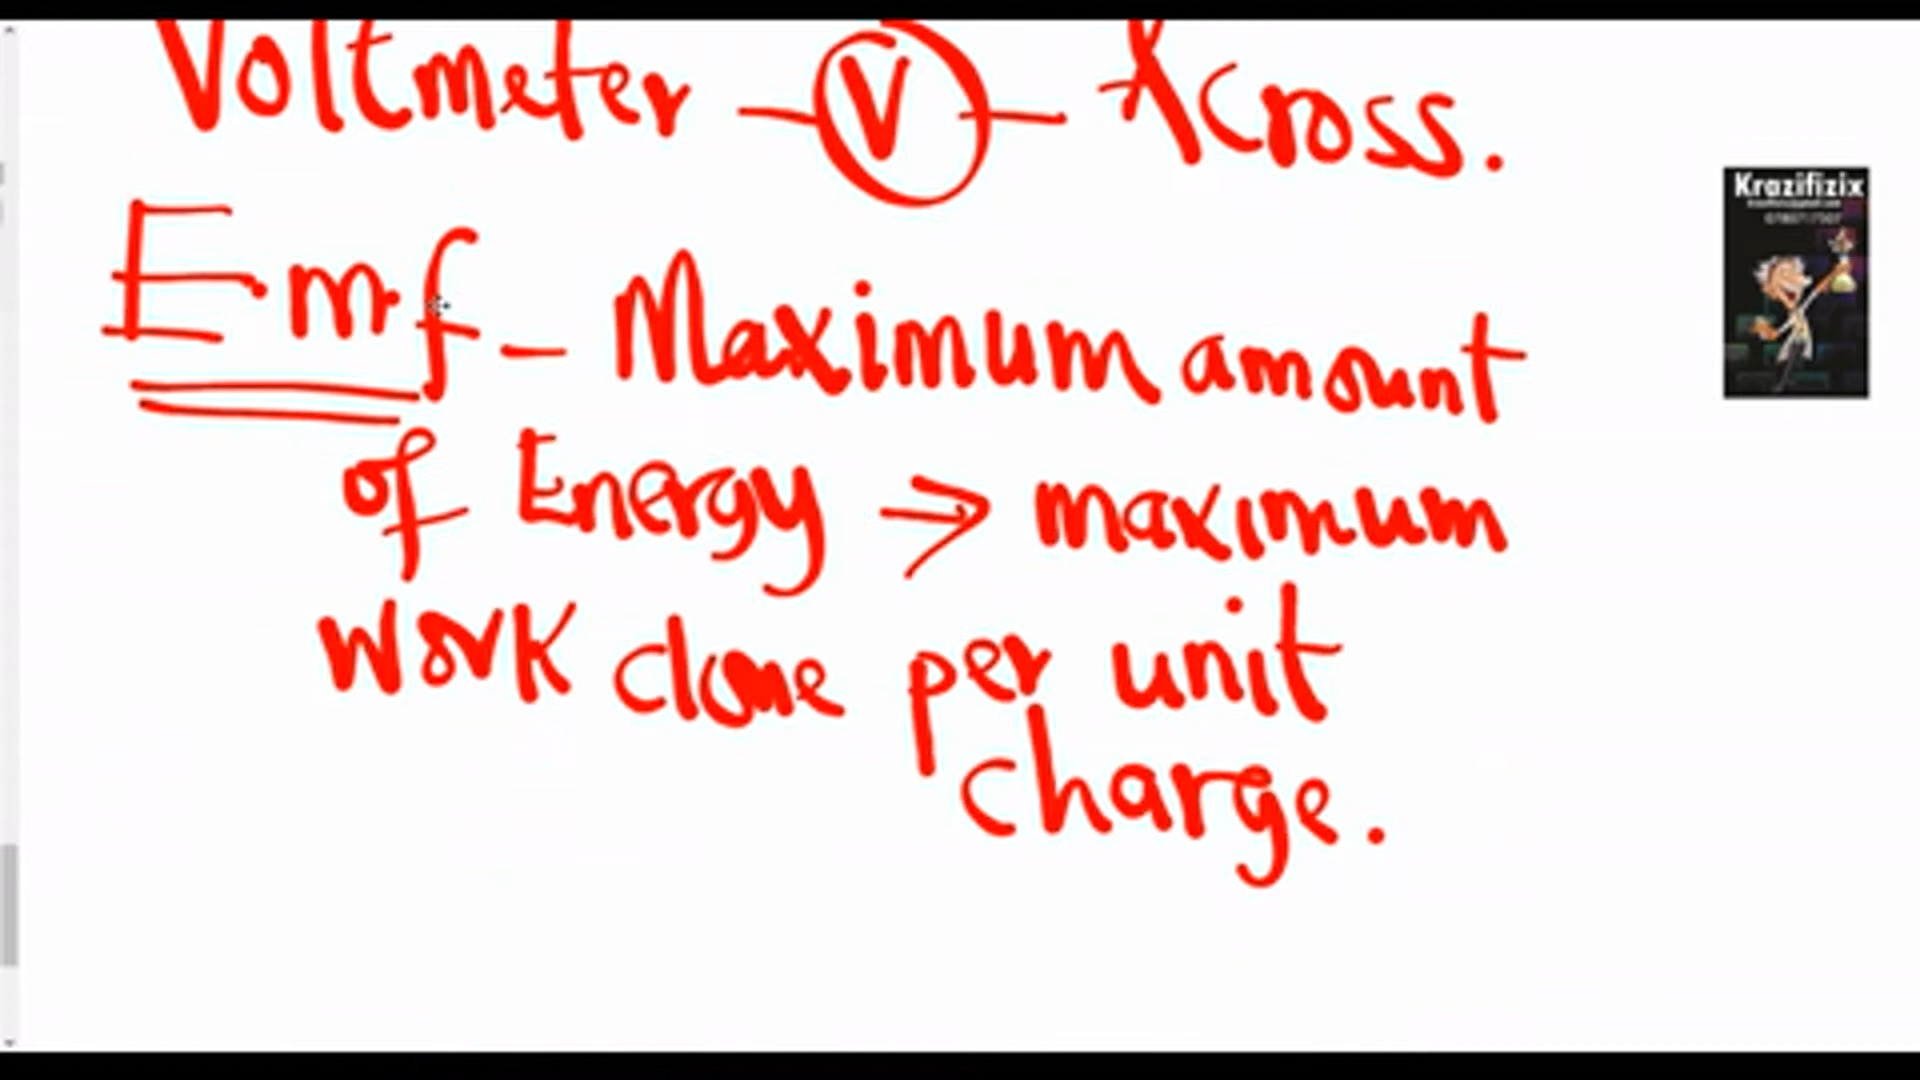 Voltmeter V Across.
Emf - Maximum amount
of Energy → maximum
work done per unit
charge.
Krazifizix